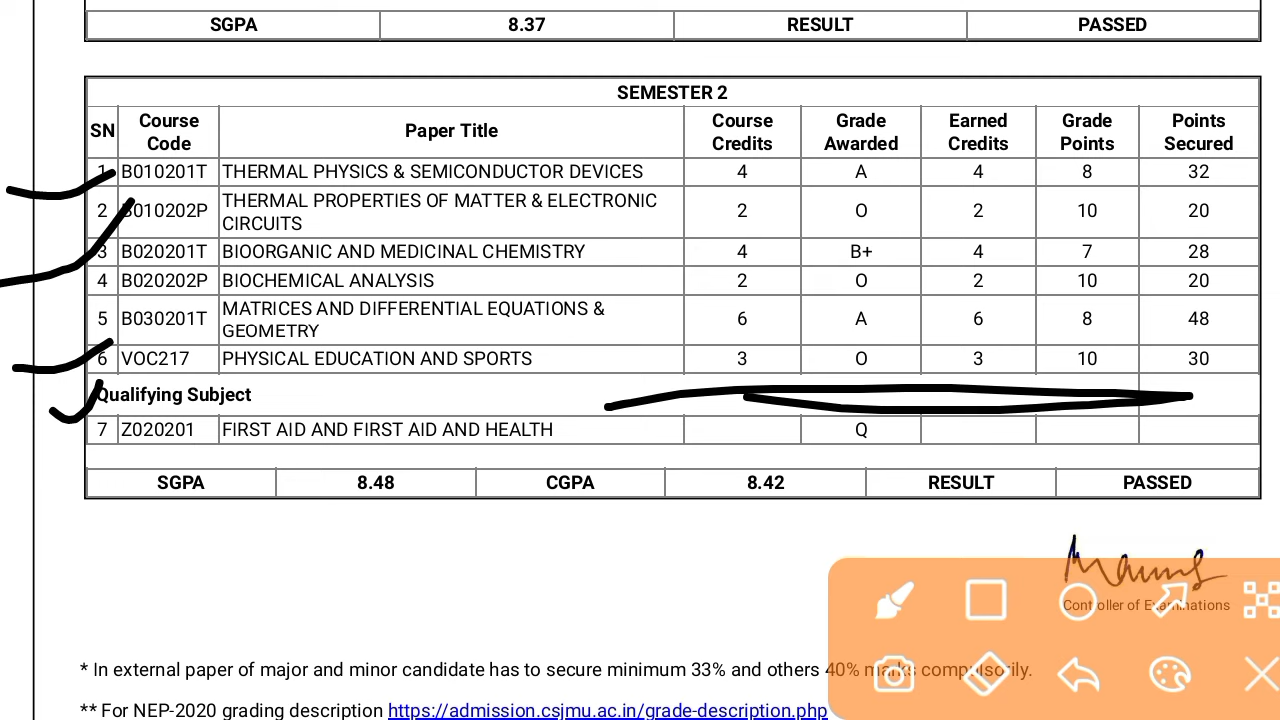 SGPA 8.37 RESULT PASSED
SEMESTER 2
SN Course Code Paper Title Course Credits Grade Awarded Earned Credits Grade Points Points Secured
1 B010201T THERMAL PHYSICS & SEMICONDUCTOR DEVICES 4 A 4 8 32
2 B010202P THERMAL PROPERTIES OF MATTER & ELECTRONIC CIRCUITS 2 O 2 10 20
3 B020201T BIOORGANIC AND MEDICINAL CHEMISTRY 4 B+ 4 7 28
4 B020202P BIOCHEMICAL ANALYSIS 2 O 2 10 20
5 B030201T MATRICES AND DIFFERENTIAL EQUATIONS & GEOMETRY 6 A 6 8 48
6 VOC217 PHYSICAL EDUCATION AND SPORTS 3 O 3 10 30
Qualifying Subject
7 Z020201 FIRST AID AND FIRST AID AND HEALTH Q
SGPA 8.48 CGPA 8.42 RESULT PASSED
Controller of Examinations
* In external paper of major and minor candidate has to secure minimum 33% and others 40% marks compulsorily.
** For NEP-2020 grading description https://admission.csjmu.ac.in/grade-description.php